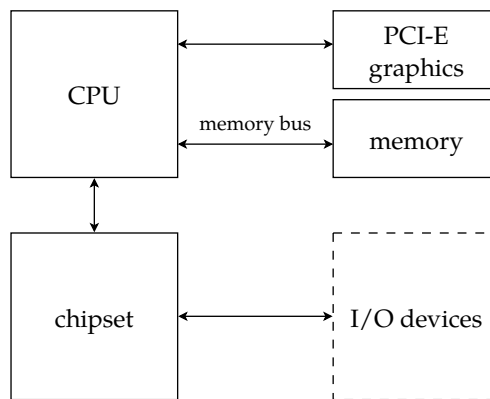 CPU
PCI-E
graphics
memory bus
memory
chipset
I/O devices